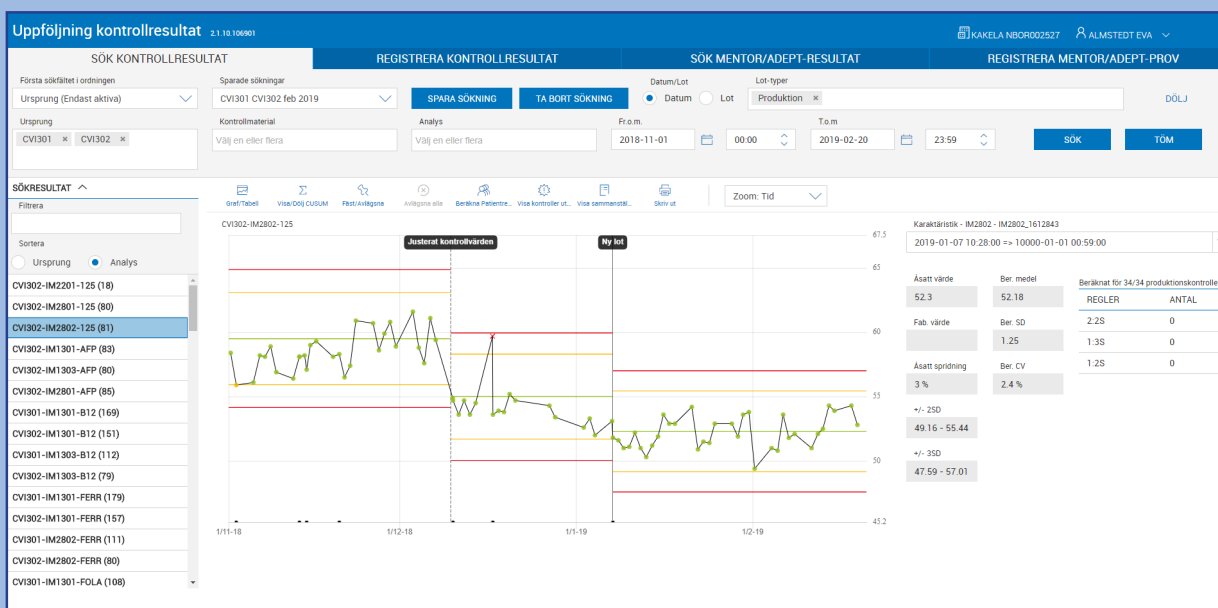 Uppföljning kontrollresultat 2.1.10.106901
KAKELA NBOR002527 ALMSTEDT EVA
SÖK KONTROLLRESULTAT REGISTRERA KONTROLLRESULTAT SÖK MENTOR/ADEPT-RESULTAT REGISTRERA MENTOR/ADEPT-PROV
Första sökfältet i ordningen Sparade sökningar Datum/Lot Lot-typer
Ursprung (Endast aktiva) CVI301 CVI302 feb 2019 SPARA SÖKNING TA BORT SÖKNING Datum Lot Produktion × DÖLJ
Ursprung Kontrollmaterial Analys Fr.o.m. T.o.m
CVI301 × CVI302 × Välj en eller flera Välj en eller flera 2018-11-01 00:00 2019-02-20 23:59 SÖK TÖM
SÖKRESULTAT
Graf/Tabell Visa/Dölj CUSUM Fäst/Avlägsna Avlägsna alla Beräkna Patientre... Visa kontroller ut... Visa sammanstäl... Skriv ut Zoom: Tid
Filtrera
Sortera
Ursprung Analys
CVI302-IM2201-125 (18)
CVI302-IM2801-125 (80)
CVI302-IM2802-125 (81)
CVI302-IM1301-AFP (83)
CVI302-IM1303-AFP (80)
CVI302-IM2801-AFP (85)
CVI301-IM1301-B12 (169)
CVI302-IM1301-B12 (151)
CVI301-IM1303-B12 (112)
CVI302-IM1303-B12 (79)
CVI301-IM1301-FERR (179)
CVI302-IM1301-FERR (157)
CVI301-IM2802-FERR (111)
CVI302-IM2802-FERR (80)
CVI301-IM1301-FOLA (108)
CVI302-IM2802-125
Justerat kontrollvärden Ny lot
67.5
65
60
55
50
45.2
1/11-18 1/12-18 1/1-19 1/2-19
Karaktäristik - IM2802 - IM2802_1612843
2019-01-07 10:28:00 => 10000-01-01 00:59:00
Åsatt värde Ber. medel Beräknat för 34/34 produktionskontrolle
52.3 52.18 REGLER ANTAL
Fab. värde Ber. SD 2:2S 0
1.25 1:3S 0
Åsatt spridning Ber. CV 1:2S 0
3 % 2.4 %
+/- 2SD
49.16 - 55.44
+/- 3SD
47.59 - 57.01